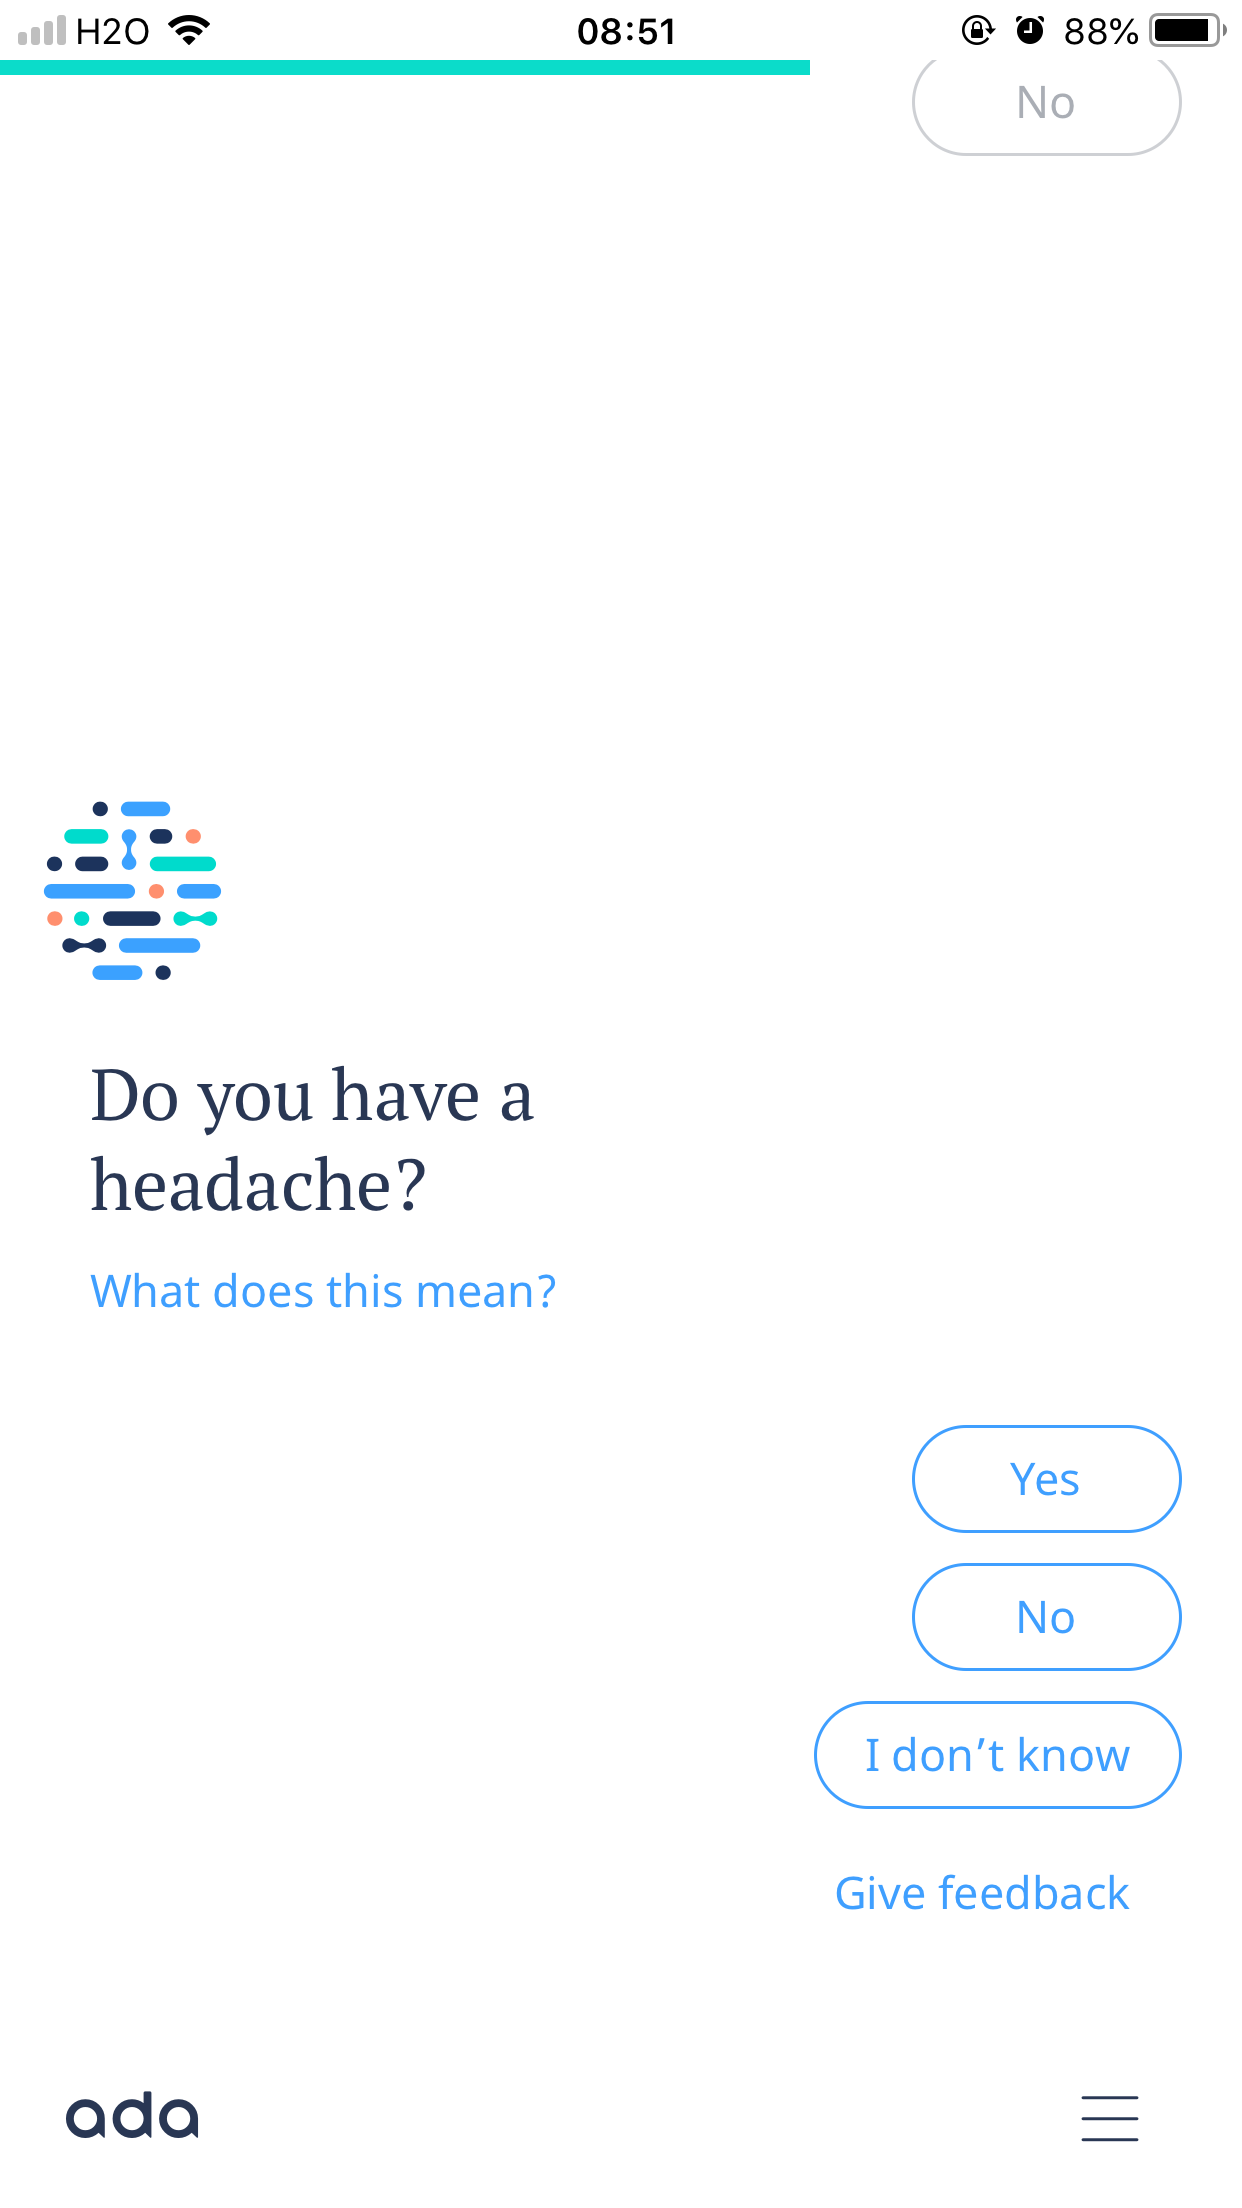 H2O 08:51 88%
No
Do you have a
headache?
What does this mean?
Yes
No
I don’t know
Give feedback
ada